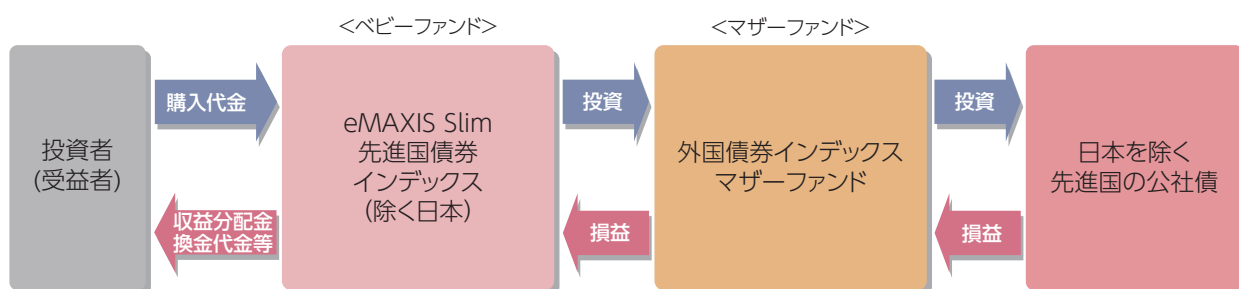 <ベビーファンド>
<マザーファンド>
投資者
(受益者)
購入代金
収益分配金
換金代金等
eMAXIS Slim
先進国債券
インデックス
(除く日本)
投資
損益
外国債券インデックス
マザーファンド
投資
損益
日本を除く
先進国の公社債